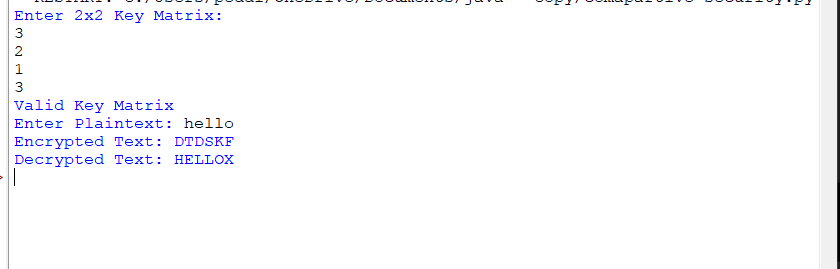 Enter 2x2 Key Matrix:
3
2
1
3
Valid Key Matrix
Enter Plaintext: hello
Encrypted Text: DTDSKF
Decrypted Text: HELLOX